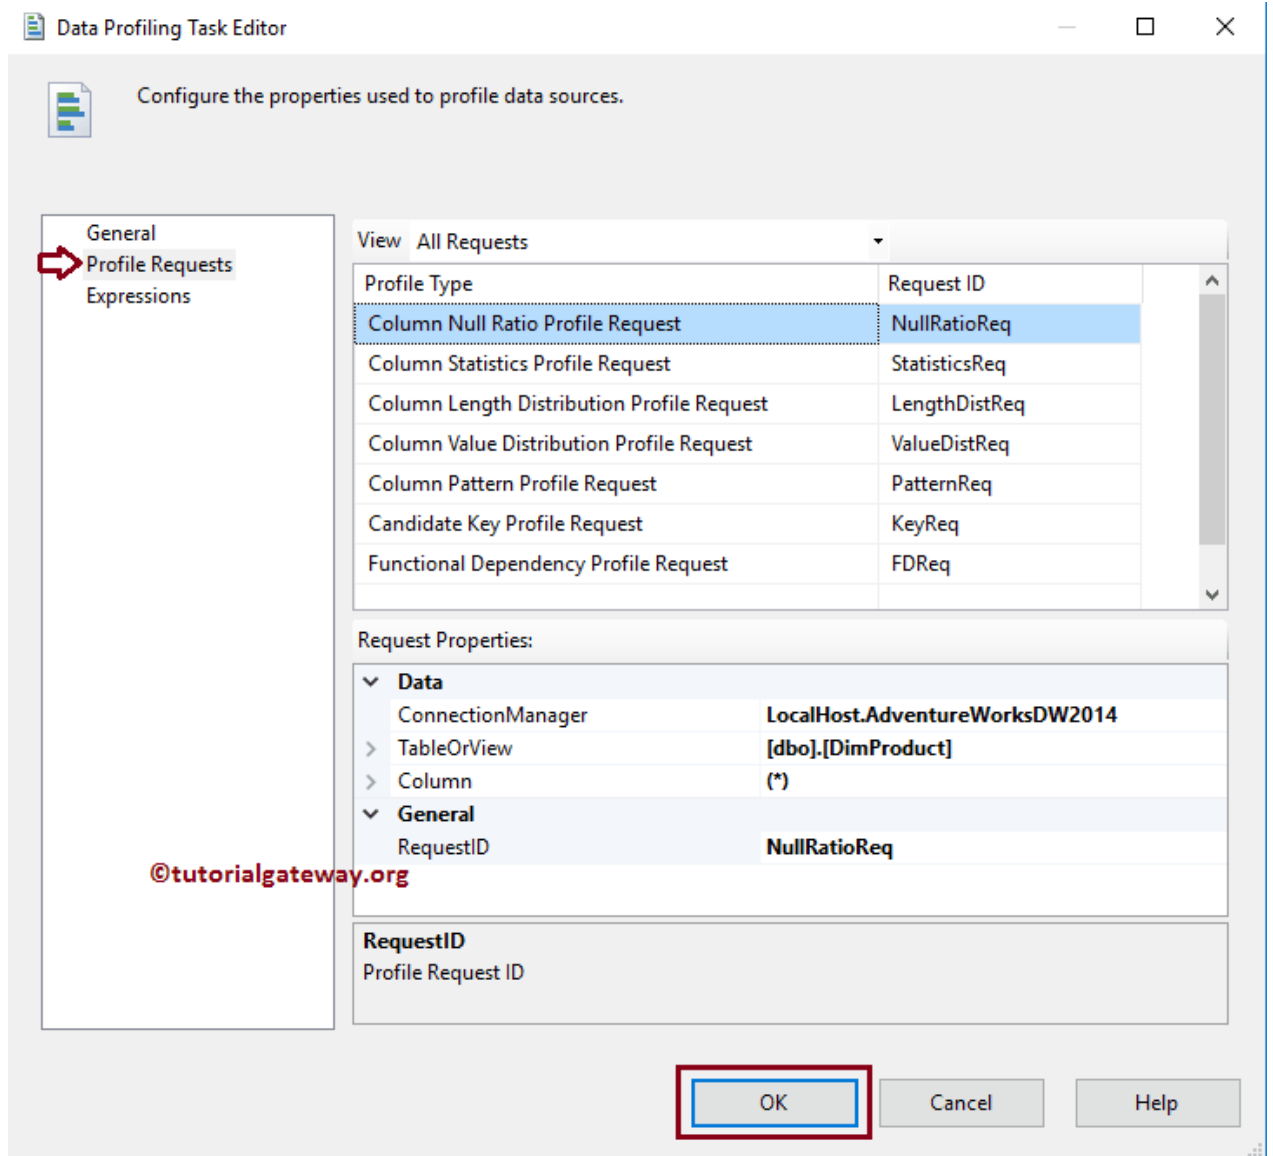 Data Profiling Task Editor
Configure the properties used to profile data sources.
General
Profile Requests
Expressions
View All Requests
Profile Type Request ID
Column Null Ratio Profile Request NullRatioReq
Column Statistics Profile Request StatisticsReq
Column Length Distribution Profile Request LengthDistReq
Column Value Distribution Profile Request ValueDistReq
Column Pattern Profile Request PatternReq
Candidate Key Profile Request KeyReq
Functional Dependency Profile Request FDReq
Request Properties:
Data
ConnectionManager LocalHost.AdventureWorksDW2014
TableOrView [dbo].[DimProduct]
Column (*)
General
RequestID NullRatioReq
©tutorialgateway.org
RequestID
Profile Request ID
OK Cancel Help